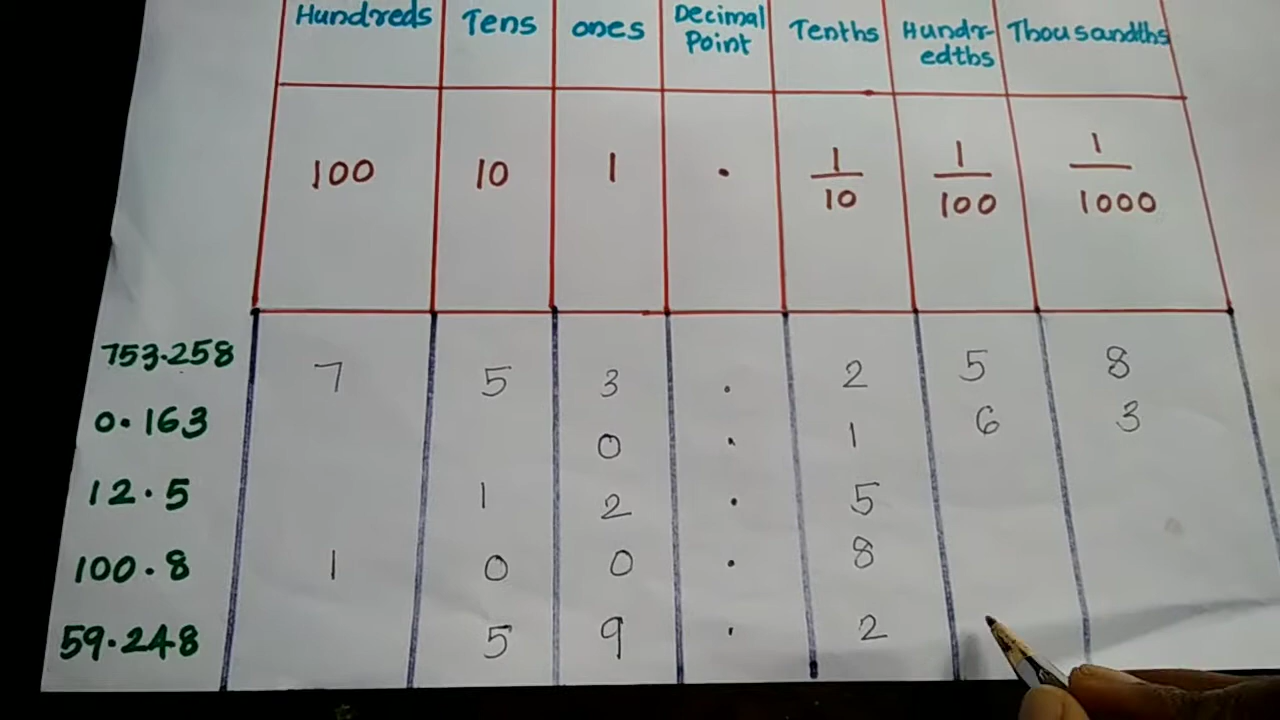 Hundreds Tens ones Decimal Point Tenths Hundr-edths Thousandths
100 10 1 . 1/10 1/100 1/1000
753.258 7 5 3 . 2 5 8
0.163 0 . 1 6 3
12.5 1 2 . 5
100.8 1 0 0 . 8
59.248 5 9 . 2